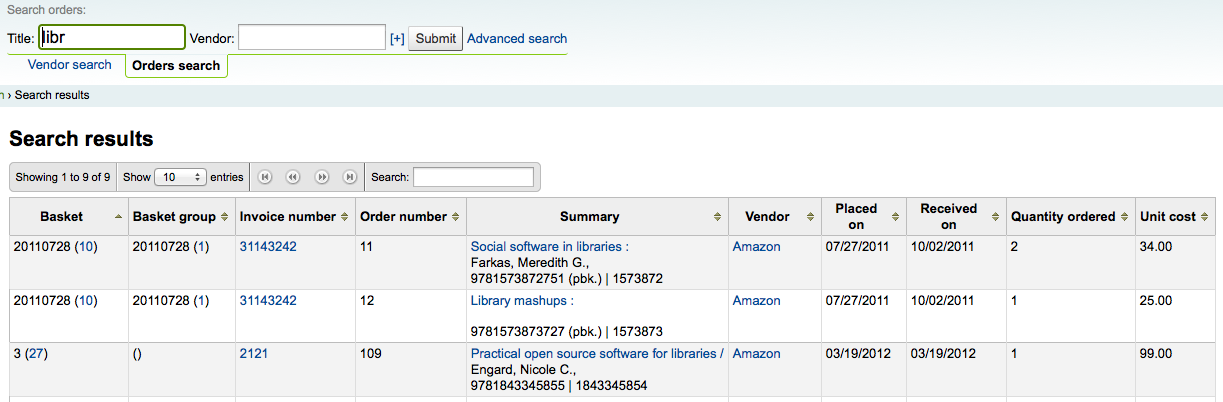 Search orders:
Title: libr Vendor: [+] Submit Advanced search
Vendor search Orders search
› Search results
Search results
Showing 1 to 9 of 9 Show 10 entries Search:
Basket Basket group Invoice number Order number Summary Vendor Placed on Received on Quantity ordered Unit cost
20110728 (10) 20110728 (1) 31143242 11 Social software in libraries : Amazon 07/27/2011 10/02/2011 2 34.00
Farkas, Meredith G.,
9781573872751 (pbk.) | 1573872
20110728 (10) 20110728 (1) 31143242 12 Library mashups : Amazon 07/27/2011 10/02/2011 1 25.00
9781573873727 (pbk.) | 1573873
3 (27) () 2121 109 Practical open source software for libraries / Amazon 03/19/2012 03/19/2012 1 99.00
Engard, Nicole C.,
9781843345855 | 1843345854